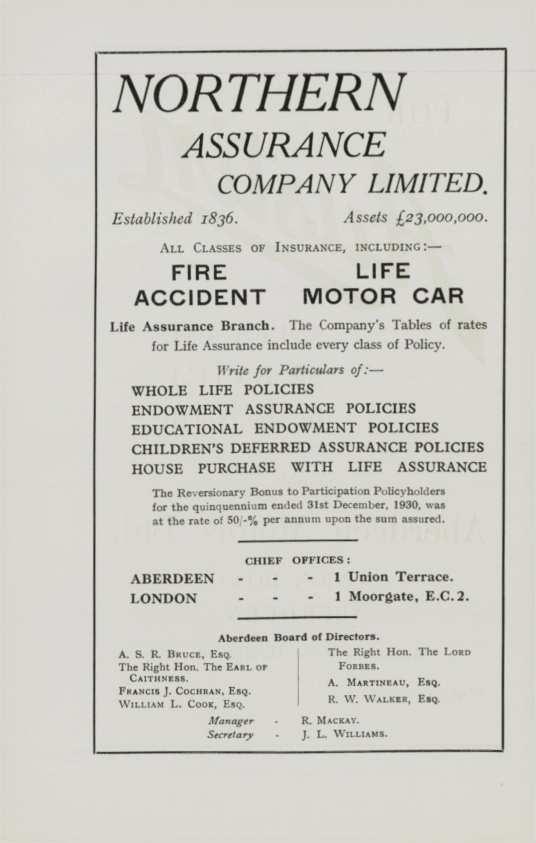 NORTHERN
ASSURANCE
COMPANY LIMITED.
Established 1836. Assets £23,000,000.
ALL CLASSES OF INSURANCE, INCLUDING:—
FIRE LIFE
ACCIDENT MOTOR CAR
Life Assurance Branch. The Company's Tables of rates
for Life Assurance include every class of Policy.
Write for Particulars of:—
WHOLE LIFE POLICIES
ENDOWMENT ASSURANCE POLICIES
EDUCATIONAL ENDOWMENT POLICIES
CHILDREN'S DEFERRED ASSURANCE POLICIES
HOUSE PURCHASE WITH LIFE ASSURANCE
The Reversionary Bonus to Participation Policyholders
for the quinquennium ended 31st December, 1930, was
at the rate of 50/-% per annum upon the sum assured.
CHIEF OFFICES:
ABERDEEN - - - 1 Union Terrace.
LONDON - - - 1 Moorgate, E.C.2.
Aberdeen Board of Directors.
A. S. R. BRUCE, ESQ.
The Right Hon. The EARL OF
CAITHNESS.
FRANCIS J. COCHRAN, ESQ.
WILLIAM L. COOK, ESQ.
The Right Hon. The LORD
FORBES.
A. MARTINEAU, ESQ.
R. W. WALKER, ESQ.
Manager - R. MACKAY.
Secretary - J. L. WILLIAMS.